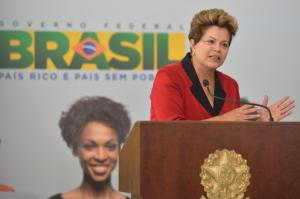 GOVERNO FEDERAL
BRASIL
PAÍS RICO É PAÍS SEM POB